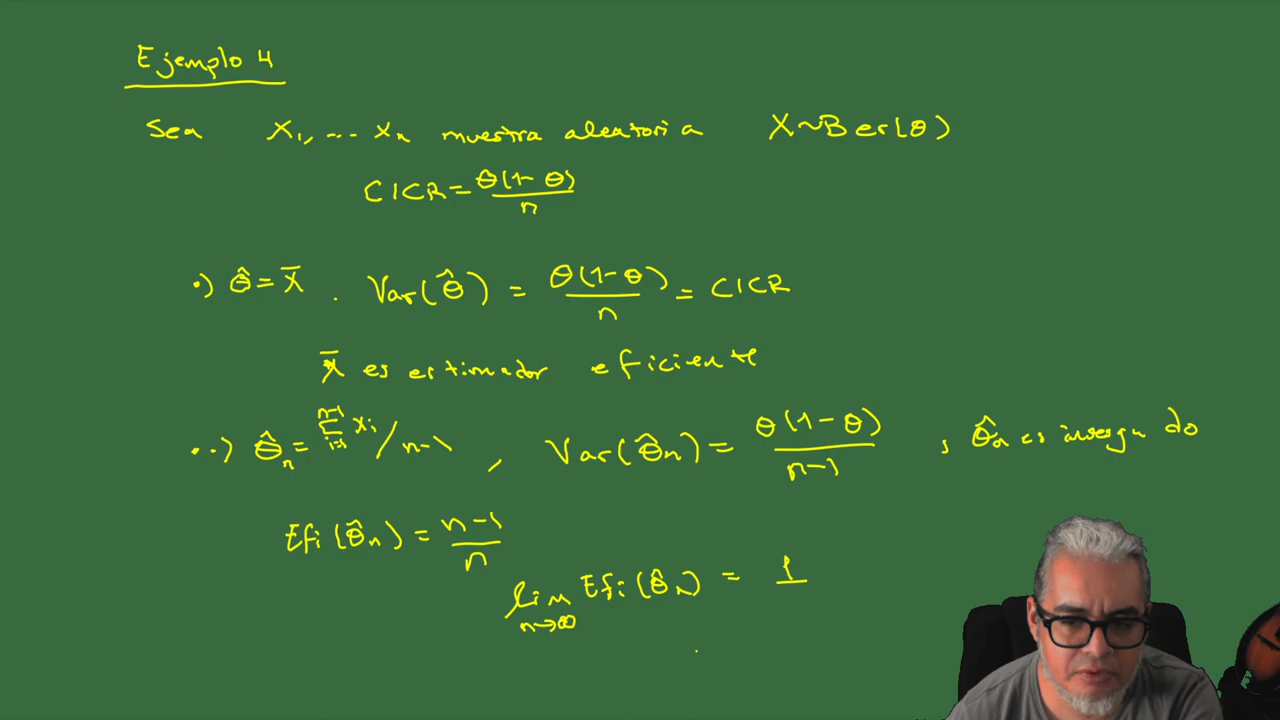 Ejemplo 4
Sea X₁, ... Xₙ muestra aleatoria X~Ber(θ)
CICR = θ(1-θ)/n
·) θ̂ = X̄ . Var(θ̂) = θ(1-θ)/n = CICR
X̄ es estimador eficiente
··) θ̂ₙ = Σᵢ₌₁ⁿ⁻¹ xᵢ / n-1 , Var(θ̂ₙ) = θ(1-θ)/n-1 , θ̂ₙ es insesgado
Efi(θ̂ₙ) = n-1/n
lim n→∞ Efi(θ̂ₙ) = 1